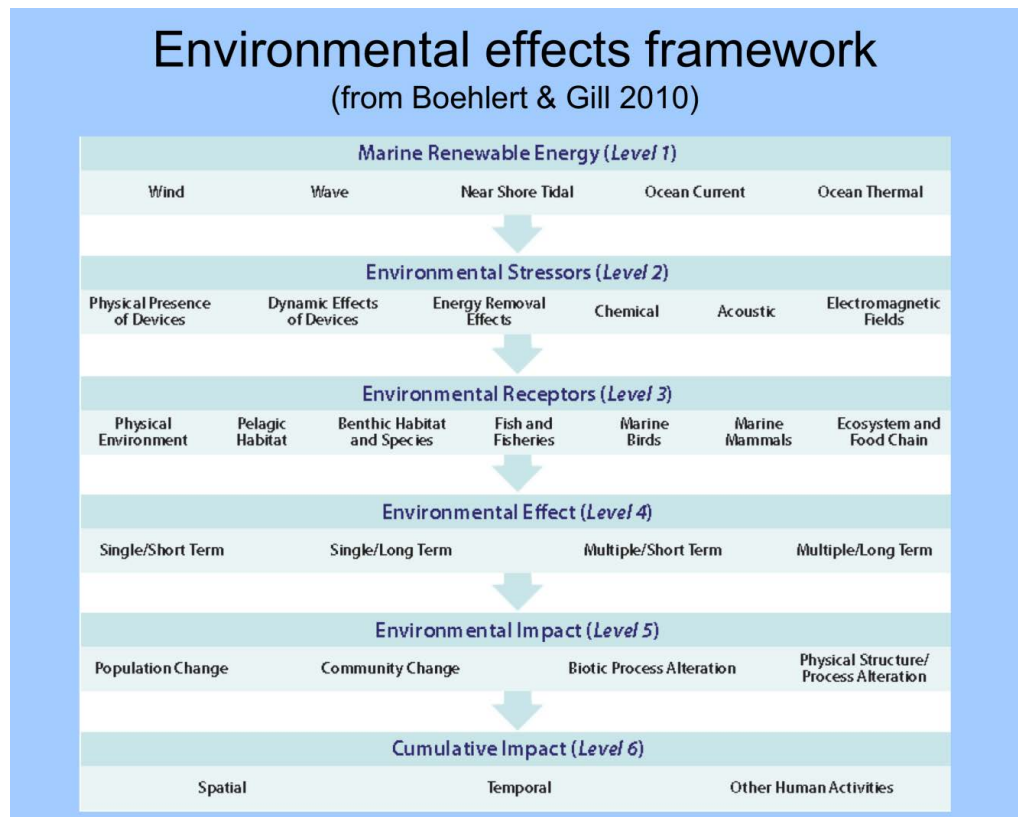 Environmental effects framework
(from Boehlert & Gill 2010)
Marine Renewable Energy (Level 1)
Wind Wave Near Shore Tidal Ocean Current Ocean Thermal
Environmental Stressors (Level 2)
Physical Presence of Devices Dynamic Effects of Devices Energy Removal Effects Chemical Acoustic Electromagnetic Fields
Environmental Receptors (Level 3)
Physical Environment Pelagic Habitat Benthic Habitat and Species Fish and Fisheries Marine Birds Marine Mammals Ecosystem and Food Chain
Environmental Effect (Level 4)
Single/Short Term Single/Long Term Multiple/Short Term Multiple/Long Term
Environmental Impact (Level 5)
Population Change Community Change Biotic Process Alteration Physical Structure/ Process Alteration
Cumulative Impact (Level 6)
Spatial Temporal Other Human Activities